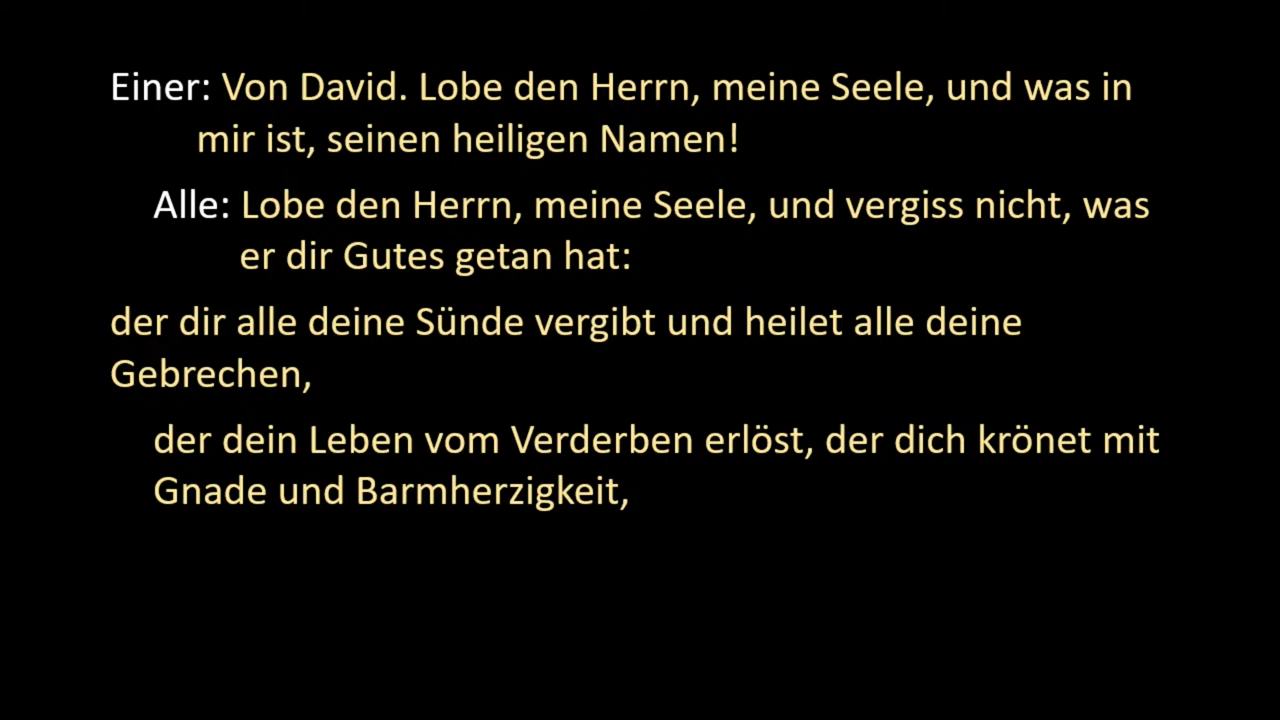 Einer: Von David. Lobe den Herrn, meine Seele, und was in
mir ist, seinen heiligen Namen!
Alle: Lobe den Herrn, meine Seele, und vergiss nicht, was
er dir Gutes getan hat:
der dir alle deine Sünde vergibt und heilet alle deine
Gebrechen,
der dein Leben vom Verderben erlöst, der dich krönet mit
Gnade und Barmherzigkeit,